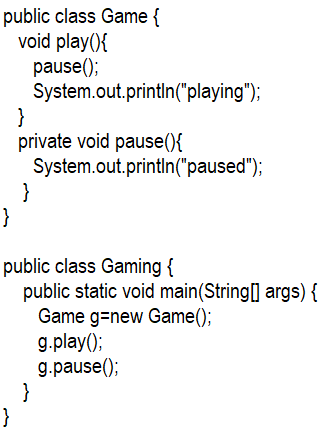 public class Game {
void play(){
pause();
System.out.println("playing");
}
private void pause(){
System.out.println("paused");
}
}
public class Gaming {
public static void main(String[] args) {
Game g=new Game();
g.play();
g.pause();
}
}